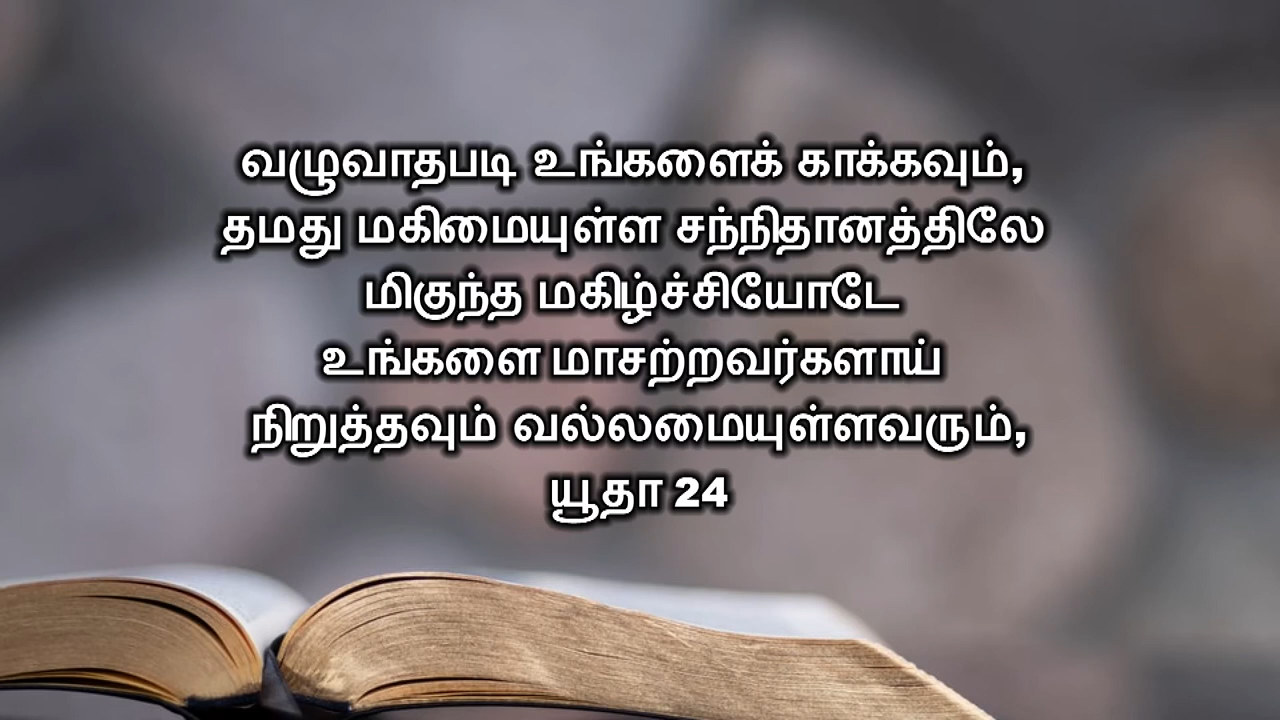 வழுவாதபடி உங்களைக் காக்கவும்,
தமது மகிமையுள்ள சந்நிதானத்திலே
மிகுந்த மகிழ்ச்சியோடே
உங்களை மாசற்றவர்களாய்
நிறுத்தவும் வல்லமையுள்ளவரும்,
யூதா 24